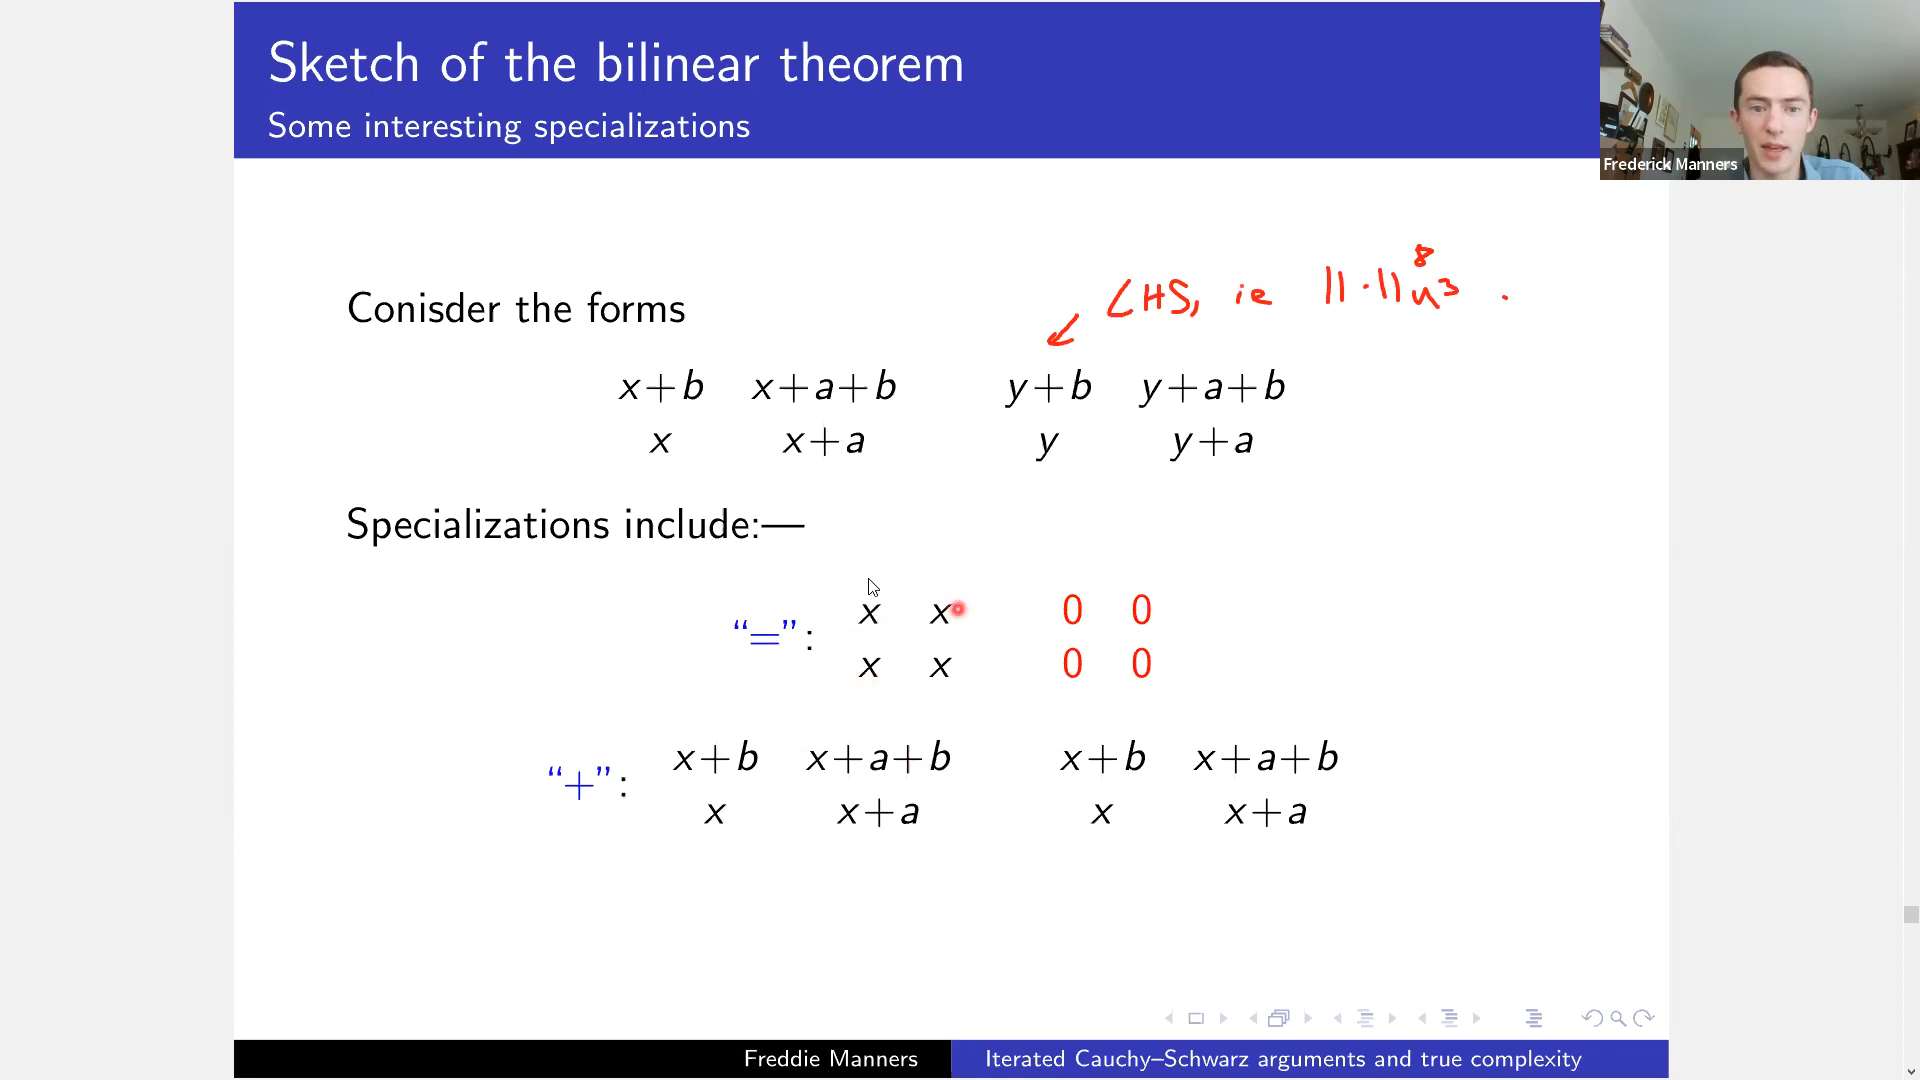 Sketch of the bilinear theorem
Some interesting specializations
Frederick Manners
LHS, ie ||·||⁸u³ .
Conisder the forms
x+b x+a+b y+b y+a+b
x x+a y y+a
Specializations include:—
“=”: x x 0 0
x x 0 0
“+”: x+b x+a+b x+b x+a+b
x x+a x x+a
Freddie Manners Iterated Cauchy–Schwarz arguments and true complexity